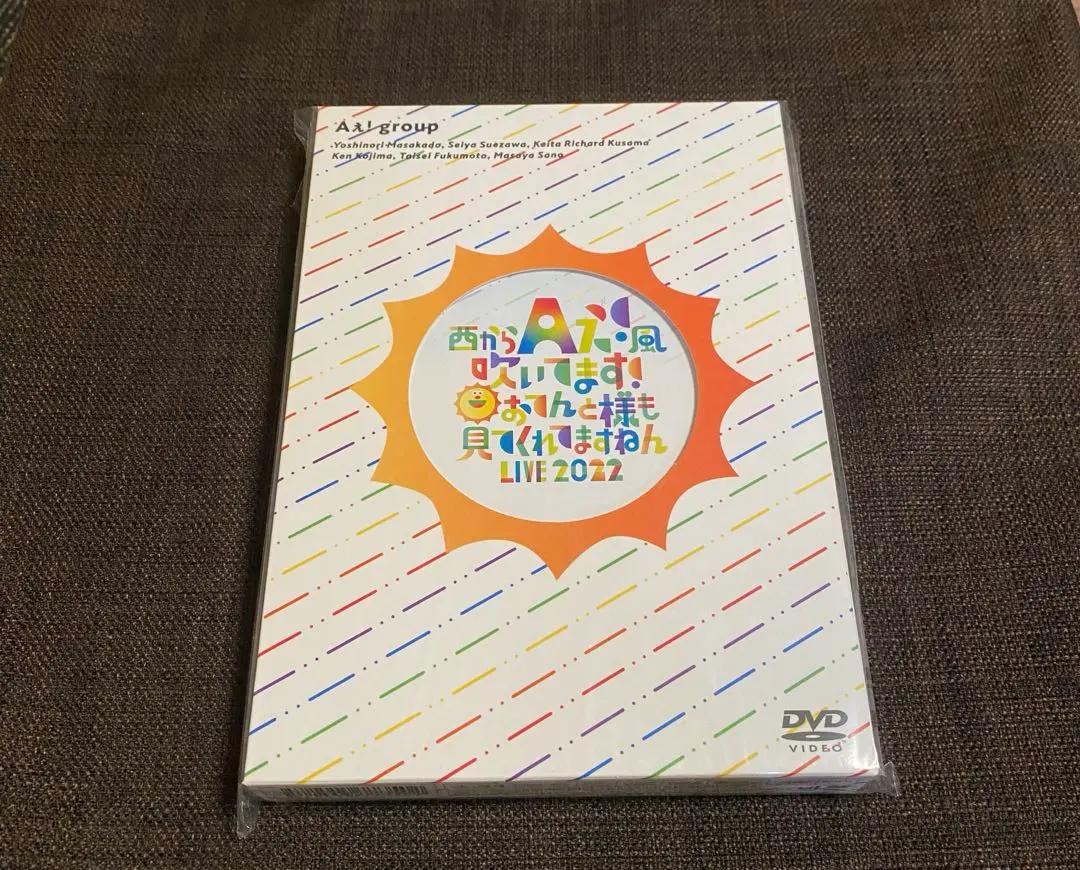 Aぇ! group
Yoshinori Masakado, Seiya Suezawa, Keita Richard Kusama
Ken Kojima, Taisei Fukumoto, Masaya Sano
西からAぇ風
吹いてます!
おてんと様も
見てくれてますねん
LIVE 2022
DVD
VIDEO